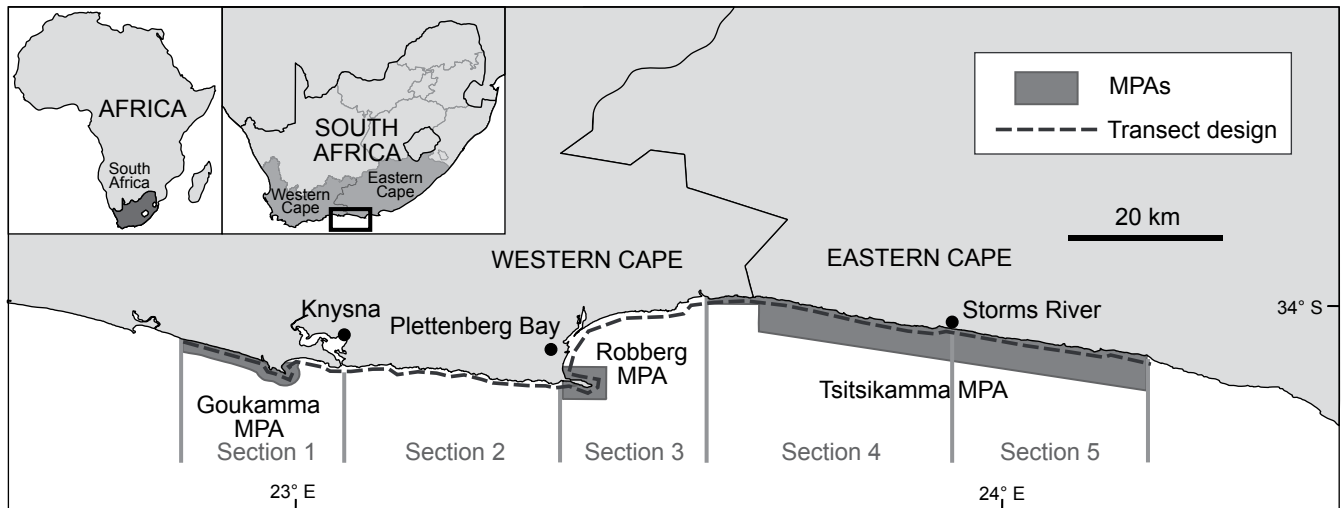 AFRICA
South
Africa
SOUTH
AFRICA
Western
Cape
Eastern
Cape
MPAs
Transect design
20 km
WESTERN CAPE
EASTERN CAPE
34° S
Knysna
Plettenberg Bay
Storms River
Robberg
MPA
Goukamma
MPA
Tsitsikamma MPA
Section 1
Section 2
Section 3
Section 4
Section 5
23° E
24° E